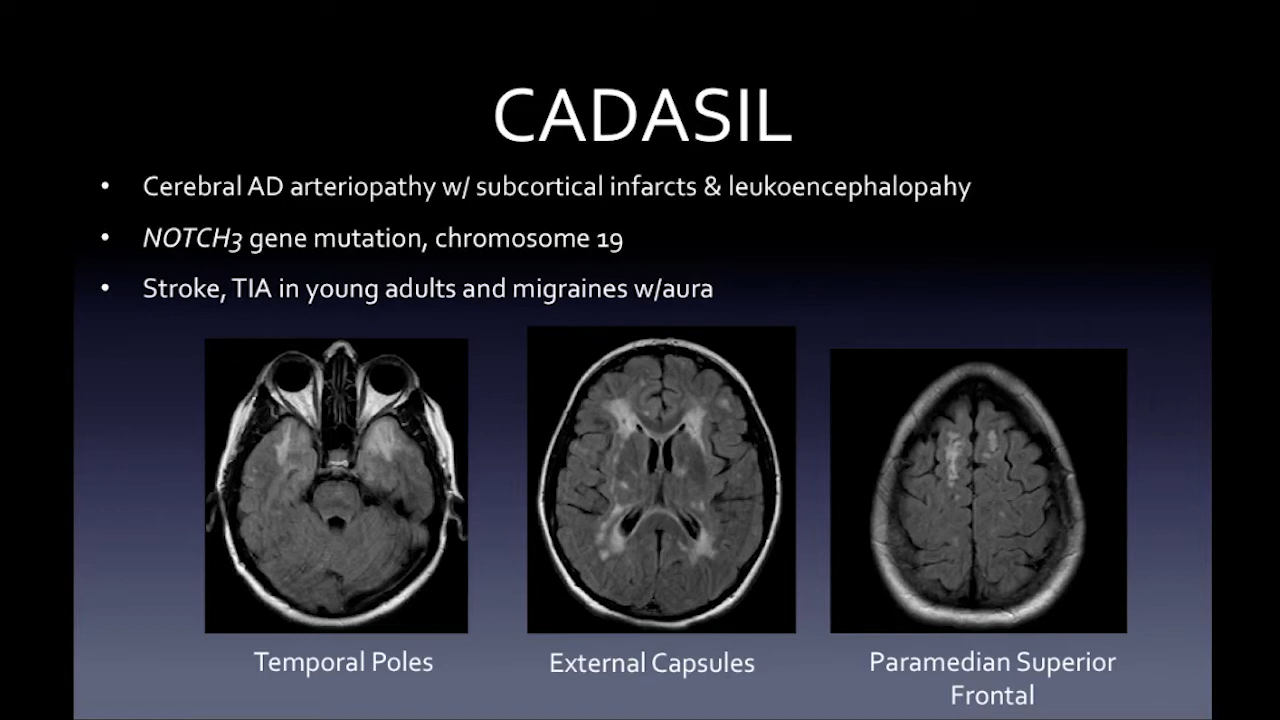 CADASIL
• Cerebral AD arteriopathy w/ subcortical infarcts & leukoencephalopahy
• NOTCH3 gene mutation, chromosome 19
• Stroke, TIA in young adults and migraines w/aura
Temporal Poles
External Capsules
Paramedian Superior
Frontal